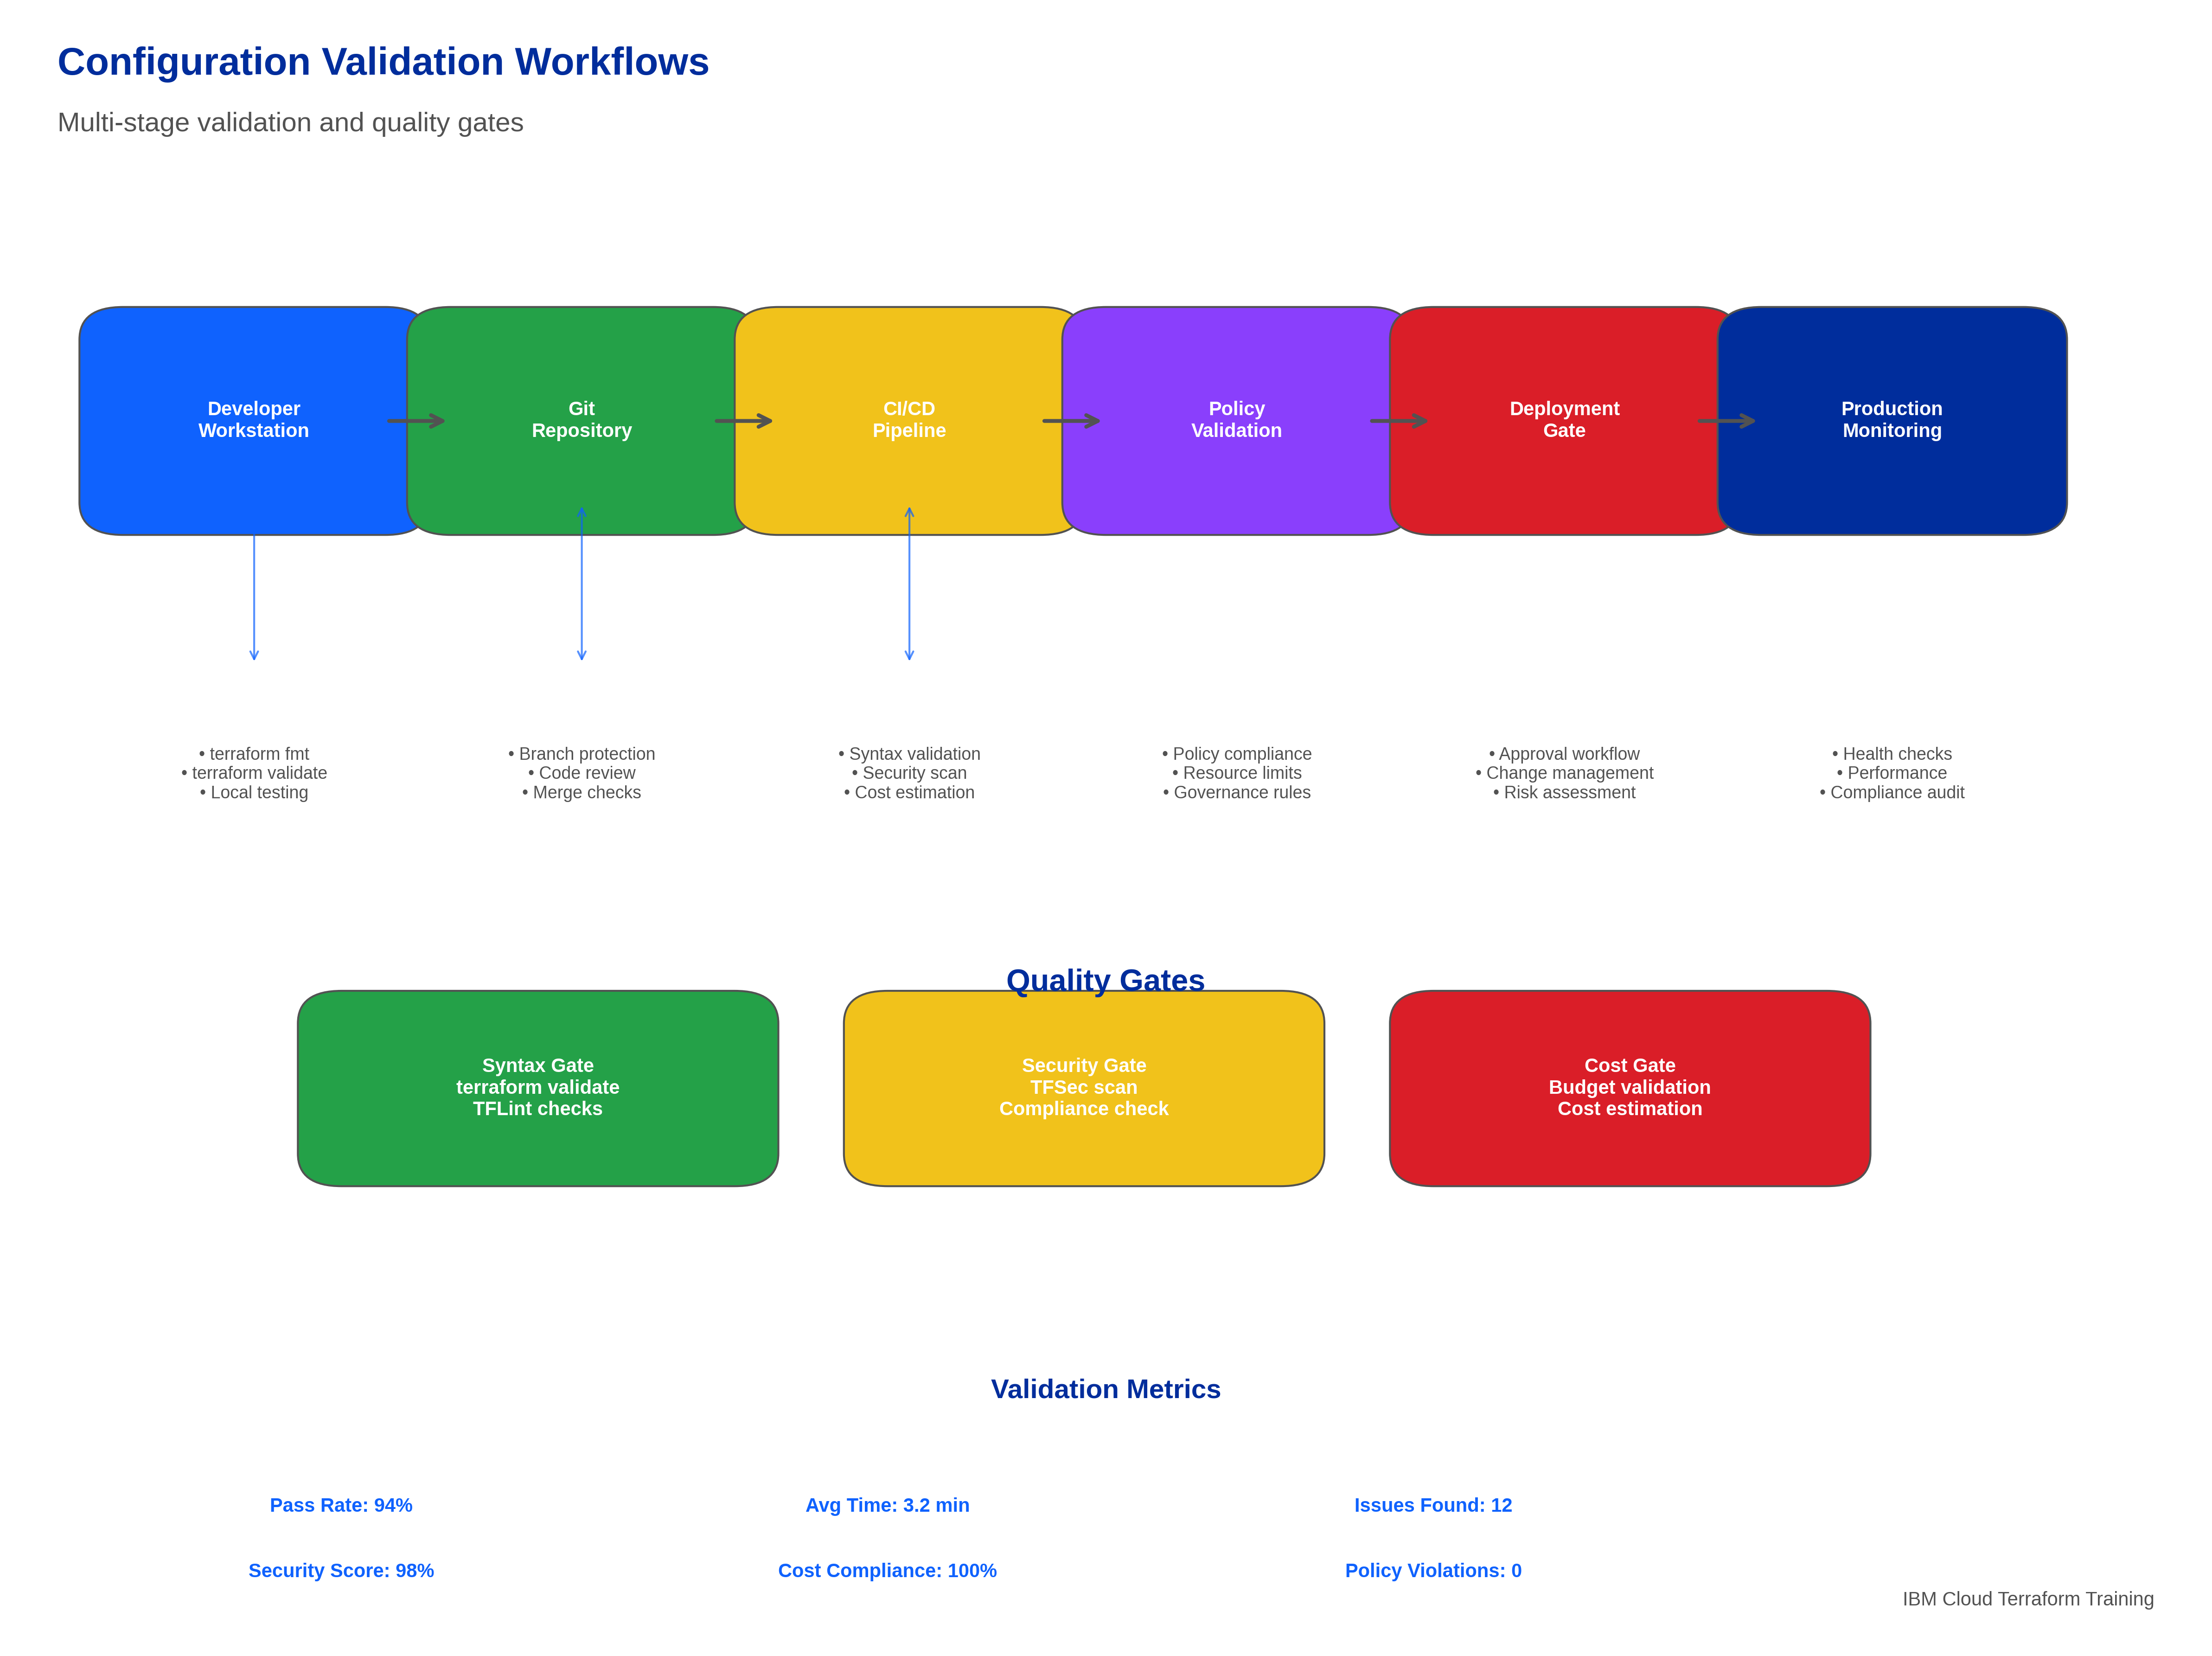 Configuration Validation Workflows
Multi-stage validation and quality gates
Developer
Workstation
Git
Repository
CI/CD
Pipeline
Policy
Validation
Deployment
Gate
Production
Monitoring
• terraform fmt
• terraform validate
• Local testing
• Branch protection
• Code review
• Merge checks
• Syntax validation
• Security scan
• Cost estimation
• Policy compliance
• Resource limits
• Governance rules
• Approval workflow
• Change management
• Risk assessment
• Health checks
• Performance
• Compliance audit
Quality Gates
Syntax Gate
terraform validate
TFLint checks
Security Gate
TFSec scan
Compliance check
Cost Gate
Budget validation
Cost estimation
Validation Metrics
Pass Rate: 94%
Avg Time: 3.2 min
Issues Found: 12
Security Score: 98%
Cost Compliance: 100%
Policy Violations: 0
IBM Cloud Terraform Training